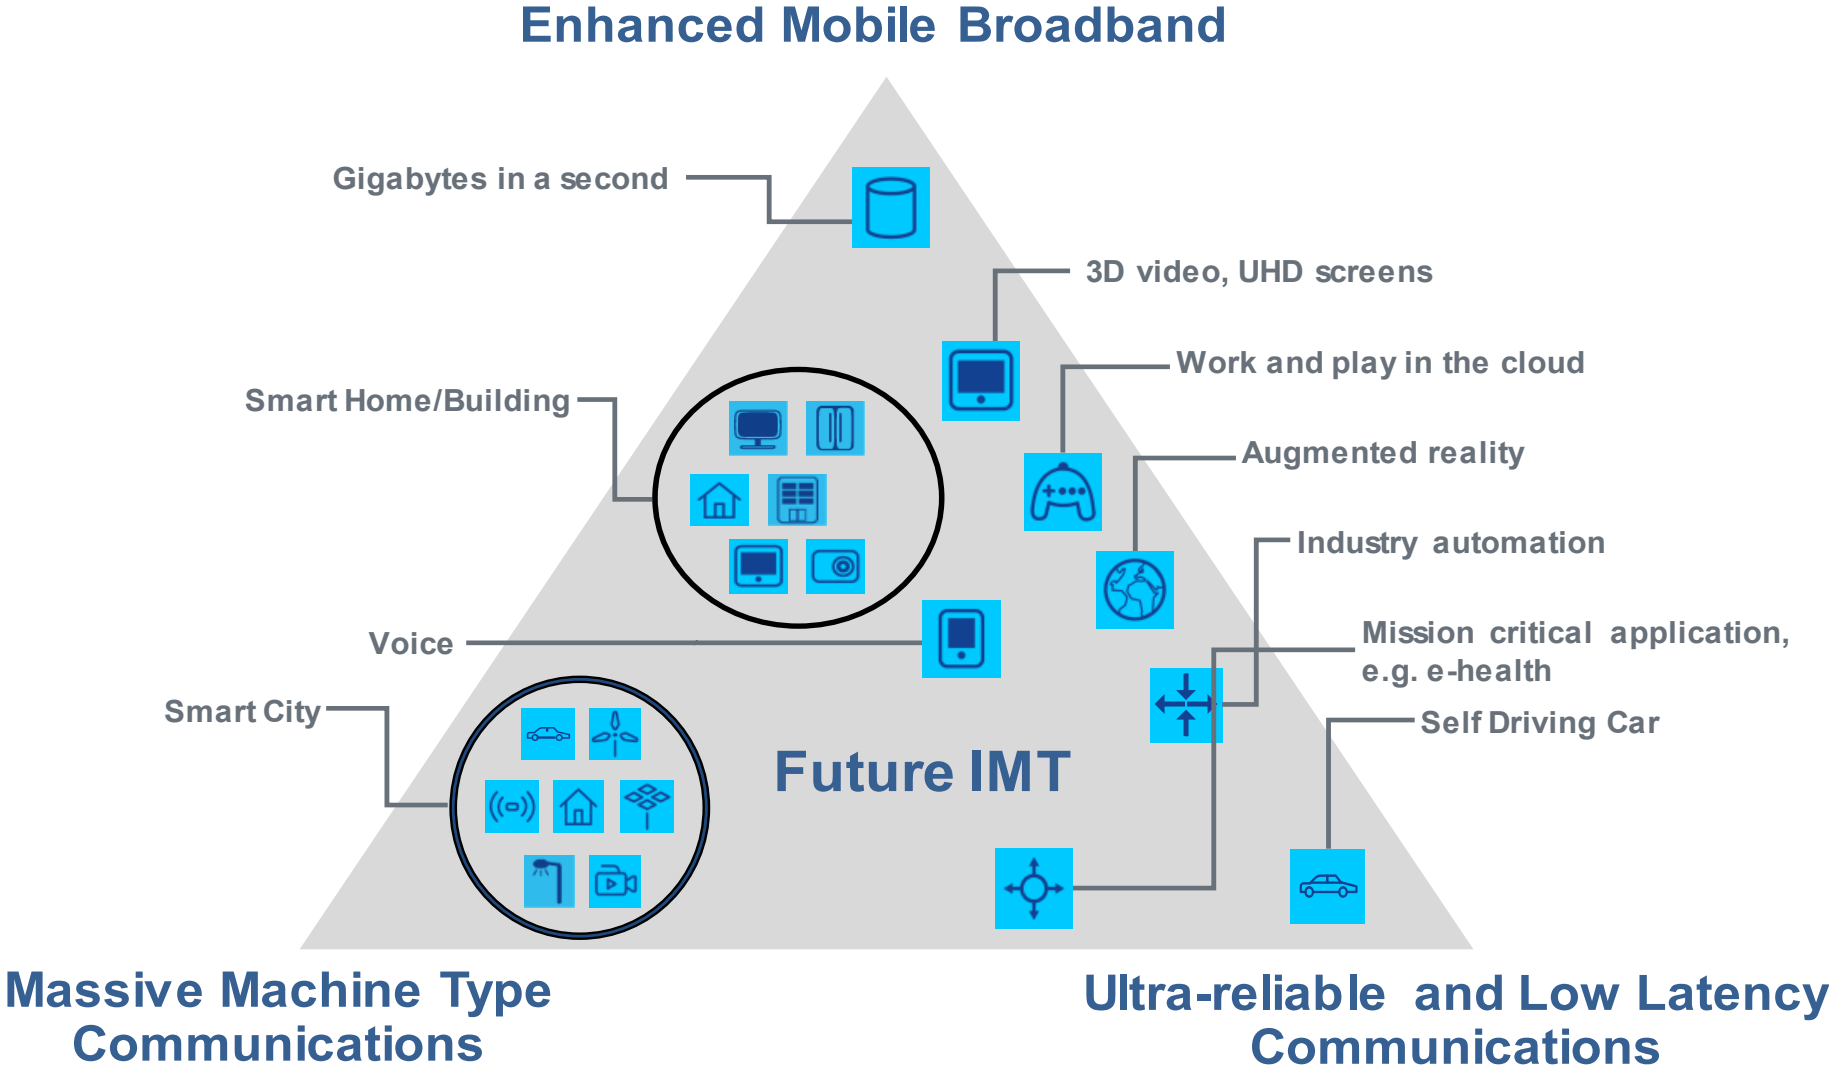 Enhanced Mobile Broadband
Gigabytes in a second
3D video, UHD screens
Work and play in the cloud
Smart Home/Building
Augmented reality
Industry automation
Mission critical application,
e.g. e-health
Voice
Smart City
Self Driving Car
Future IMT
Massive Machine Type
Communications
Ultra-reliable and Low Latency
Communications